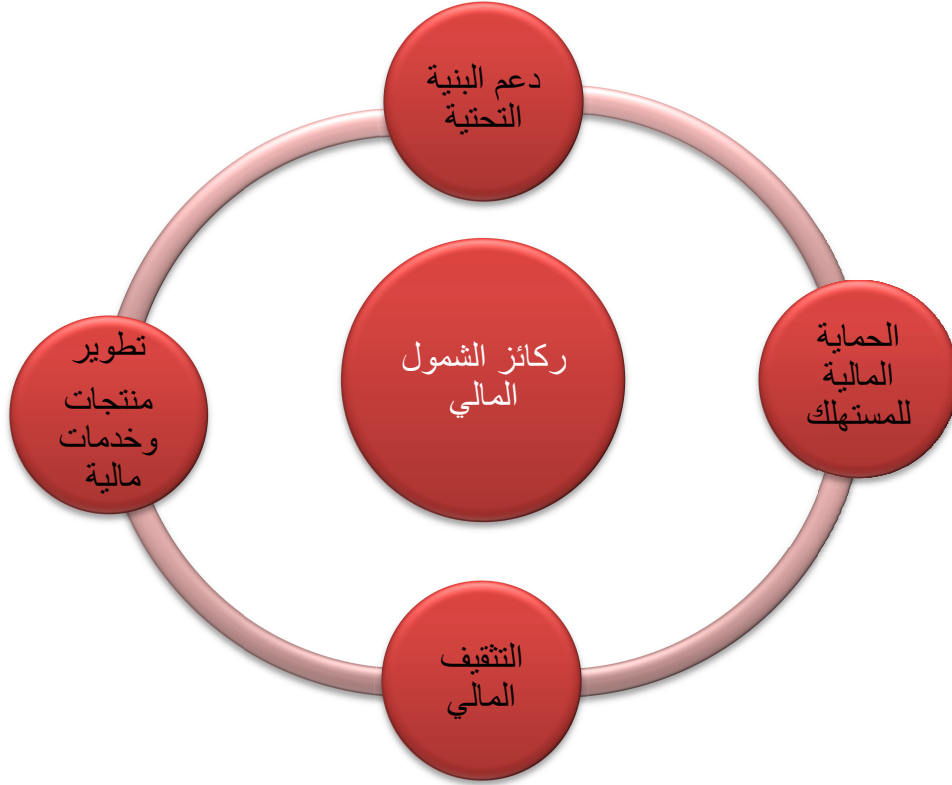 دعم البنية
التحتية
ركائز الشمول
المالي
الحماية
المالية
للمستهلك
تطوير
منتجات
وخدمات
مالية
التثقيف
المالي